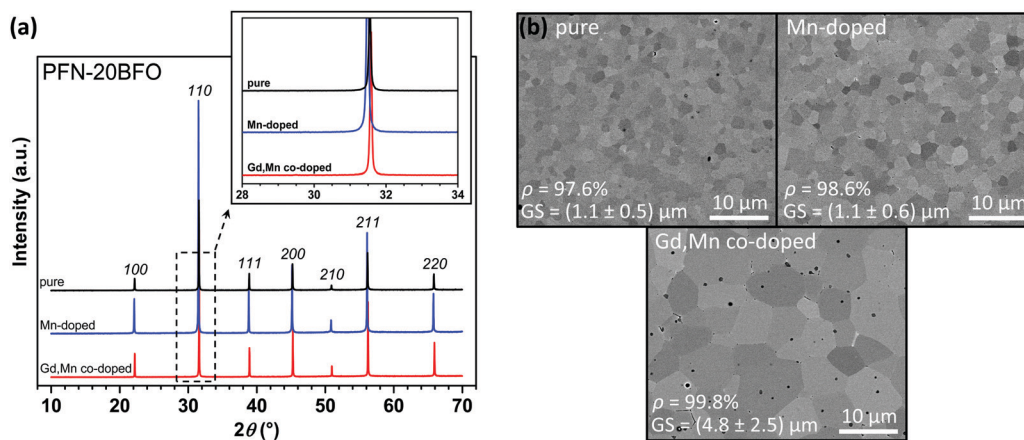 (a)
PFN-20BFO
Intensity (a.u.)
110
100
111
200
210
211
220
pure
Mn-doped
Gd,Mn co-doped
10 20 30 40 50 60 70
2θ (°)
pure
Mn-doped
Gd,Mn co-doped
28 30 31 32 34
(b) pure
ρ = 97.6%
GS = (1.1 ± 0.5) µm
10 µm
Mn-doped
ρ = 98.6%
GS = (1.1 ± 0.6) µm
10 µm
Gd,Mn co-doped
ρ = 99.8%
GS = (4.8 ± 2.5) µm
10 µm